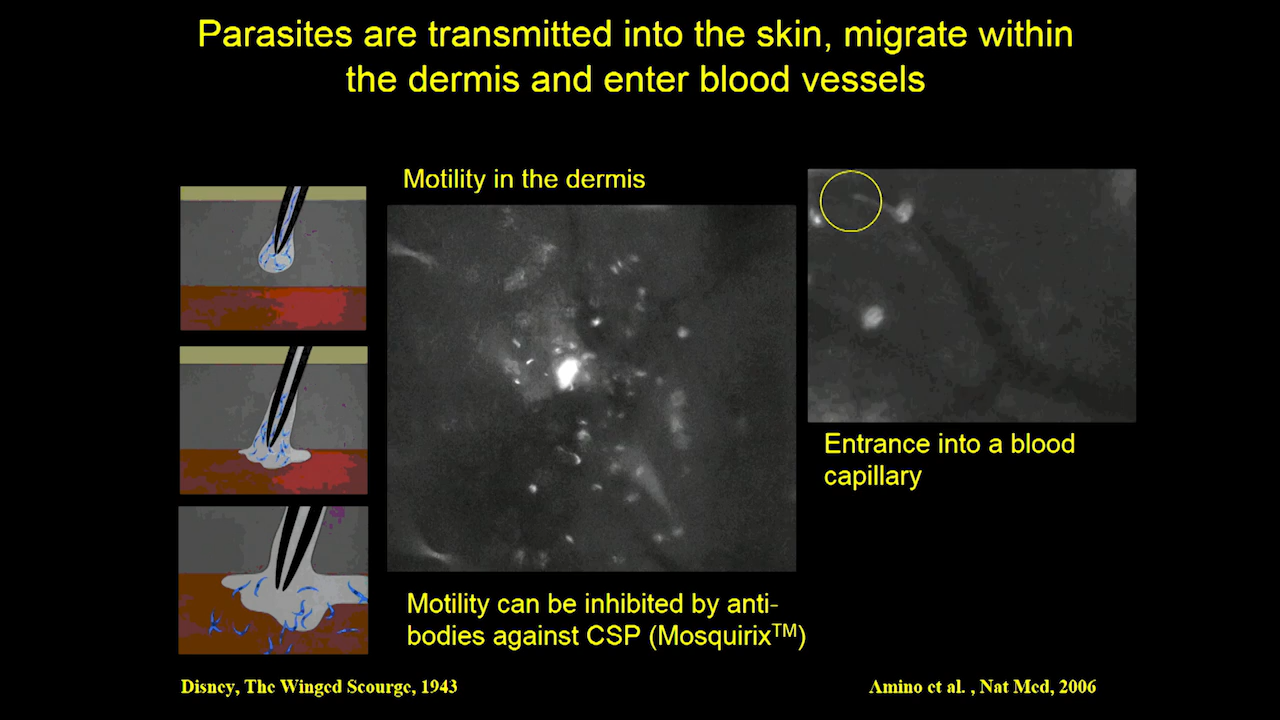 Parasites are transmitted into the skin, migrate within
the dermis and enter blood vessels
Motility in the dermis
Entrance into a blood
capillary
Motility can be inhibited by anti-
bodies against CSP (Mosquirix™)
Disney, The Winged Scourge, 1943
Amino et al. , Nat Med, 2006